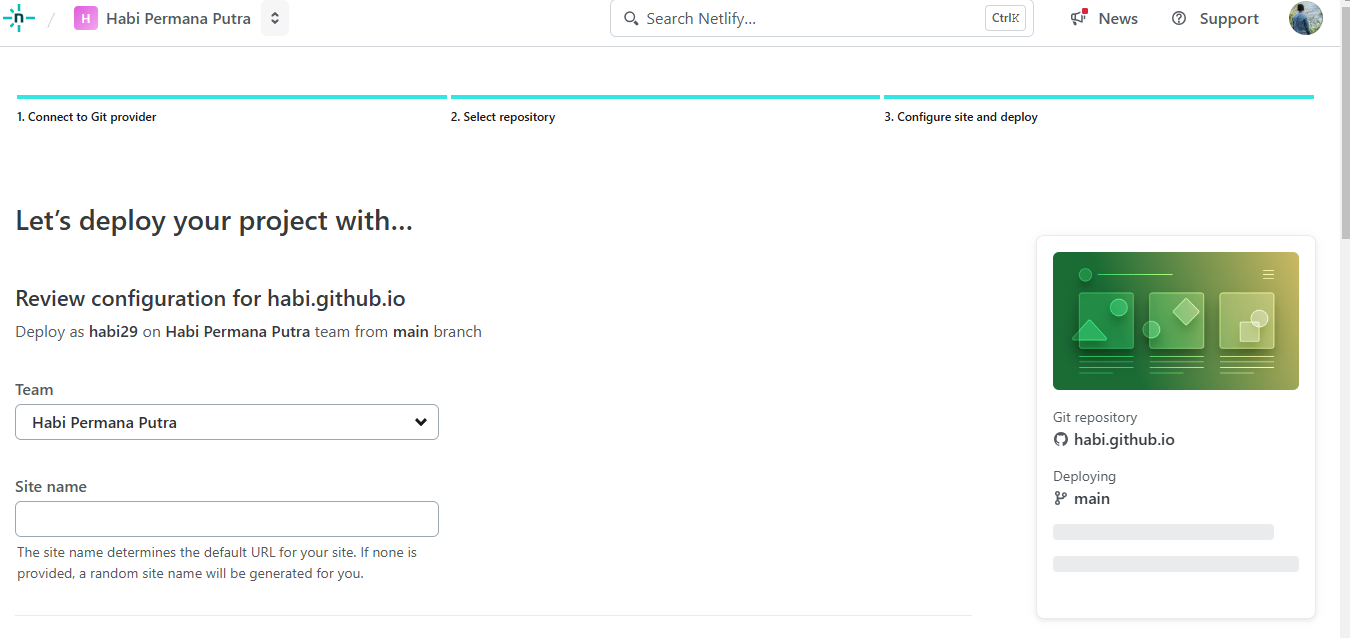 n / H Habi Permana Putra
Search Netlify... CtrlK
News
Support
1. Connect to Git provider
2. Select repository
3. Configure site and deploy
Let’s deploy your project with…
Review configuration for habi.github.io
Deploy as habi29 on Habi Permana Putra team from main branch
Team
Habi Permana Putra
Site name
The site name determines the default URL for your site. If none is
provided, a random site name will be generated for you.
Git repository
habi.github.io
Deploying
main